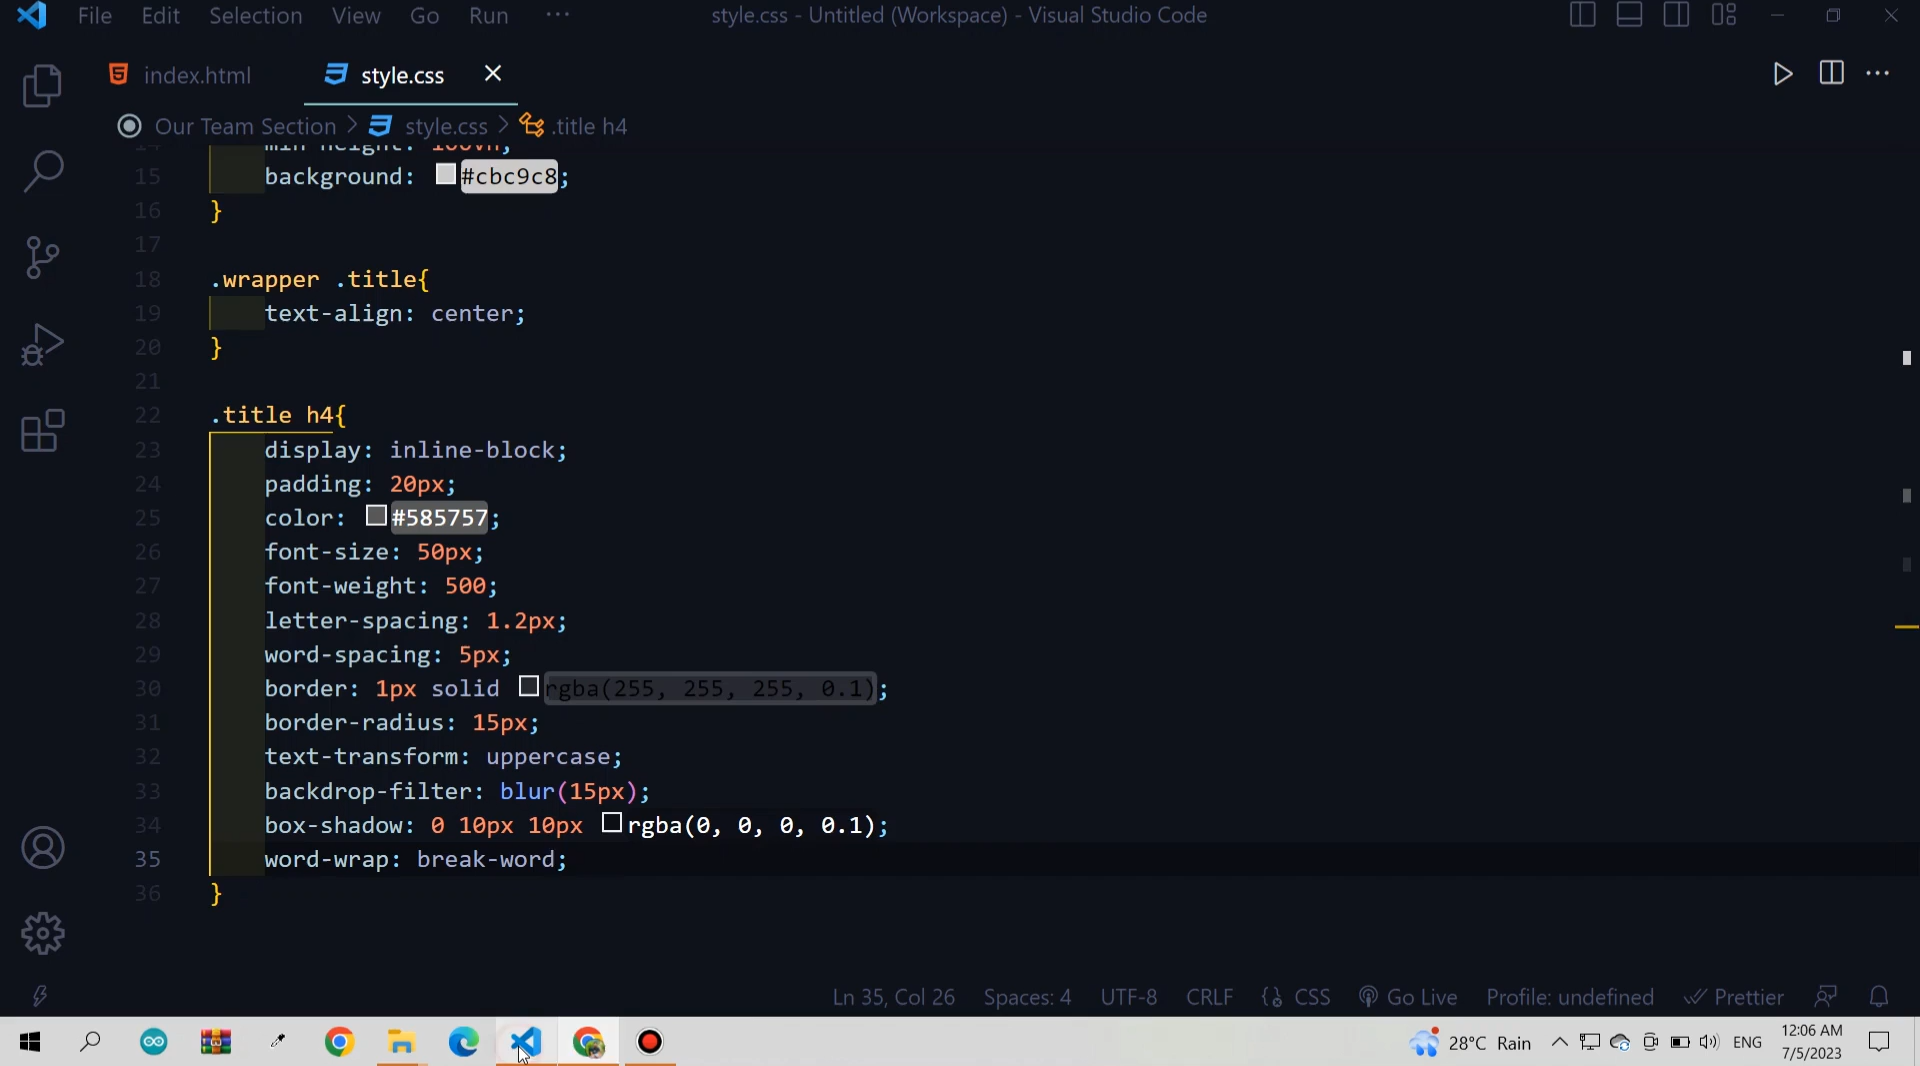 File Edit Selection View Go Run ··· style.css - Untitled (Workspace) - Visual Studio Code
index.html style.css
Our Team Section > style.css > .title h4
14 min-height: 100vh;
15 background: #cbc9c8;
16 }
17
18 .wrapper .title{
19 text-align: center;
20 }
21
22 .title h4{
23 display: inline-block;
24 padding: 20px;
25 color: #585757;
26 font-size: 50px;
27 font-weight: 500;
28 letter-spacing: 1.2px;
29 word-spacing: 5px;
30 border: 1px solid rgba(255, 255, 255, 0.1);
31 border-radius: 15px;
32 text-transform: uppercase;
33 backdrop-filter: blur(15px);
34 box-shadow: 0 10px 10px rgba(0, 0, 0, 0.1);
35 word-wrap: break-word;
36 }
Ln 35, Col 26 Spaces: 4 UTF-8 CRLF CSS Go Live Profile: undefined Prettier
28°C Rain ENG 12:06 AM
7/5/2023